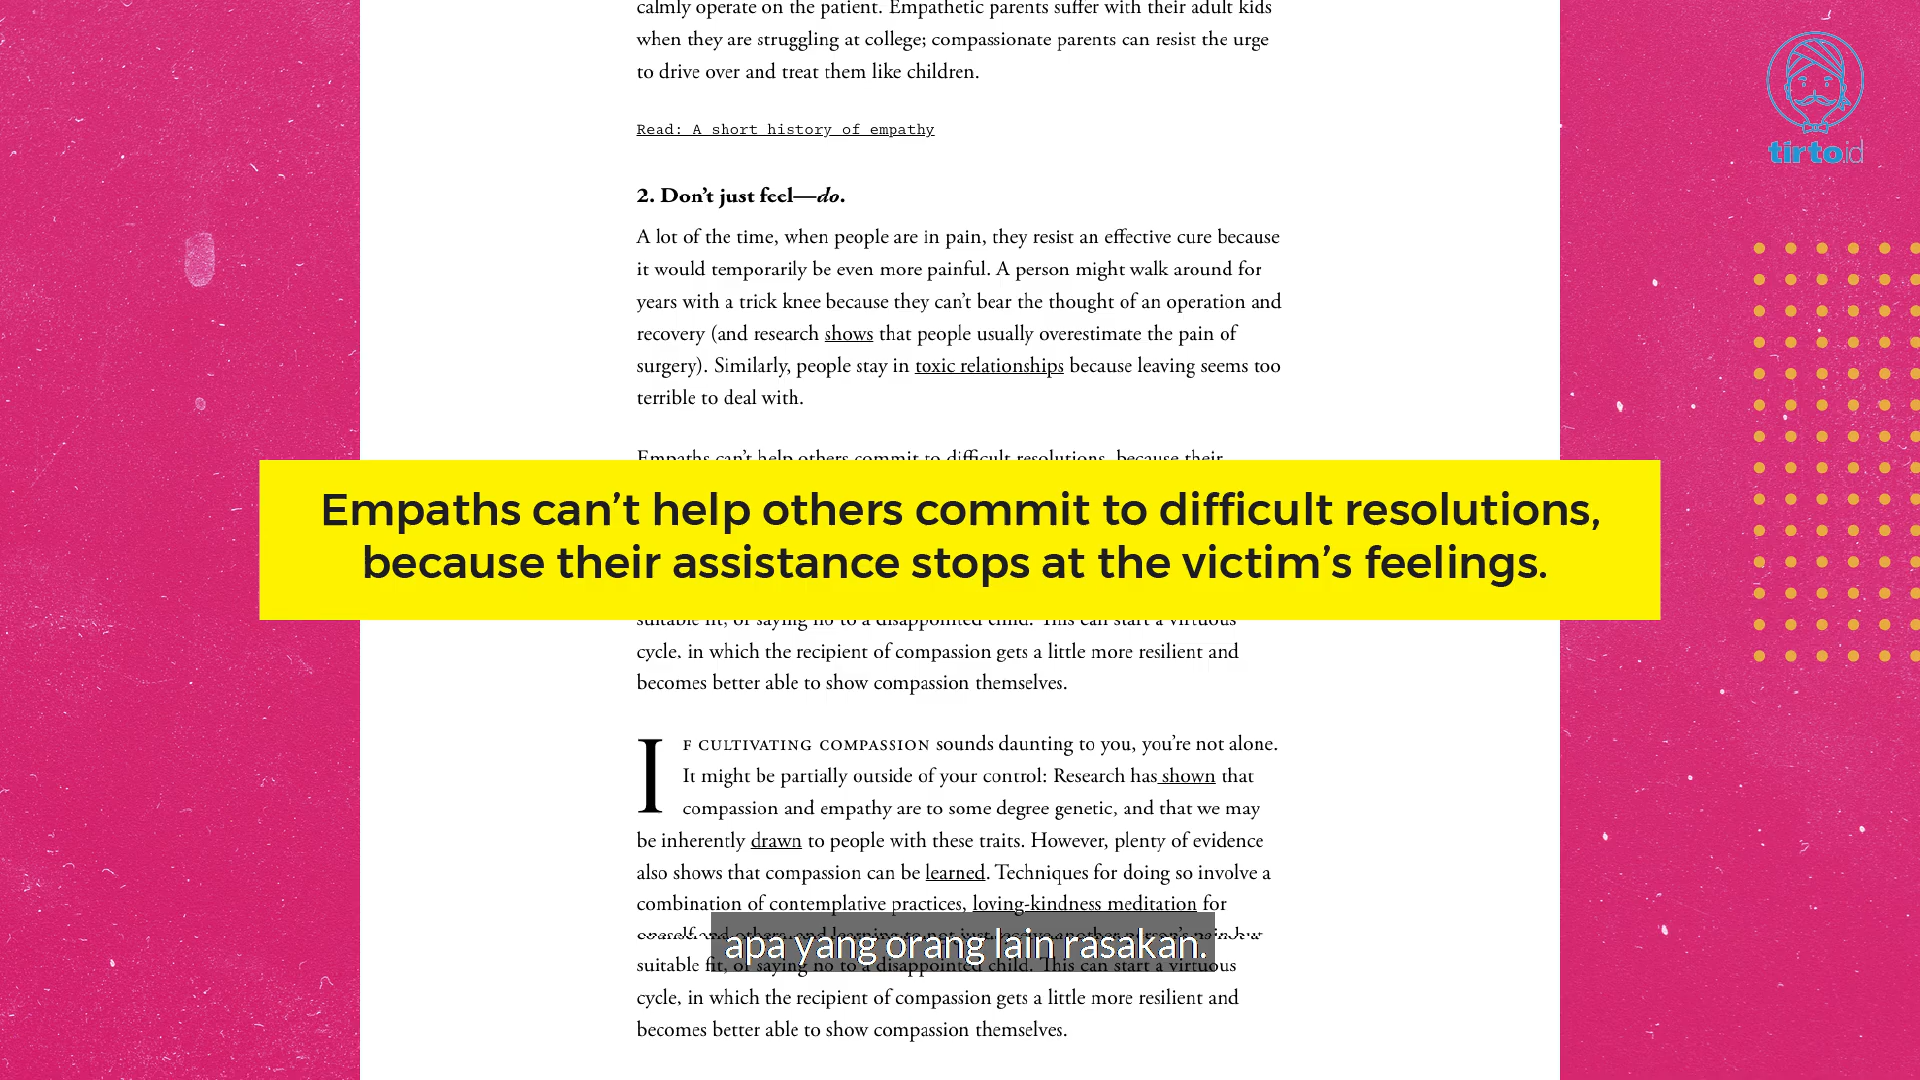 calmly operate on the patient. Empathetic parents suffer with their adult kids
when they are struggling at college; compassionate parents can resist the urge
to drive over and treat them like children.
tirto.id
Read: A short history of empathy
2. Don’t just feel—do.
A lot of the time, when people are in pain, they resist an effective cure because
it would temporarily be even more painful. A person might walk around for
years with a trick knee because they can’t bear the thought of an operation and
recovery (and research shows that people usually overestimate the pain of
surgery). Similarly, people stay in toxic relationships because leaving seems too
terrible to deal with.
Empaths can’t help others commit to difficult resolutions, because their
Empaths can’t help others commit to difficult resolutions,
because their assistance stops at the victim’s feelings.
suitable fit, or saying no to a disappointed child. This can start a virtuous
cycle, in which the recipient of compassion gets a little more resilient and
becomes better able to show compassion themselves.
IF CULTIVATING COMPASSION sounds daunting to you, you’re not alone.
It might be partially outside of your control: Research has shown that
compassion and empathy are to some degree genetic, and that we may
be inherently drawn to people with these traits. However, plenty of evidence
also shows that compassion can be learned. Techniques for doing so involve a
combination of contemplative practices, loving-kindness meditation for
apa yang orang lain rasakan.
suitable fit, or saying no to a disappointed child. This can start a virtuous
cycle, in which the recipient of compassion gets a little more resilient and
becomes better able to show compassion themselves.